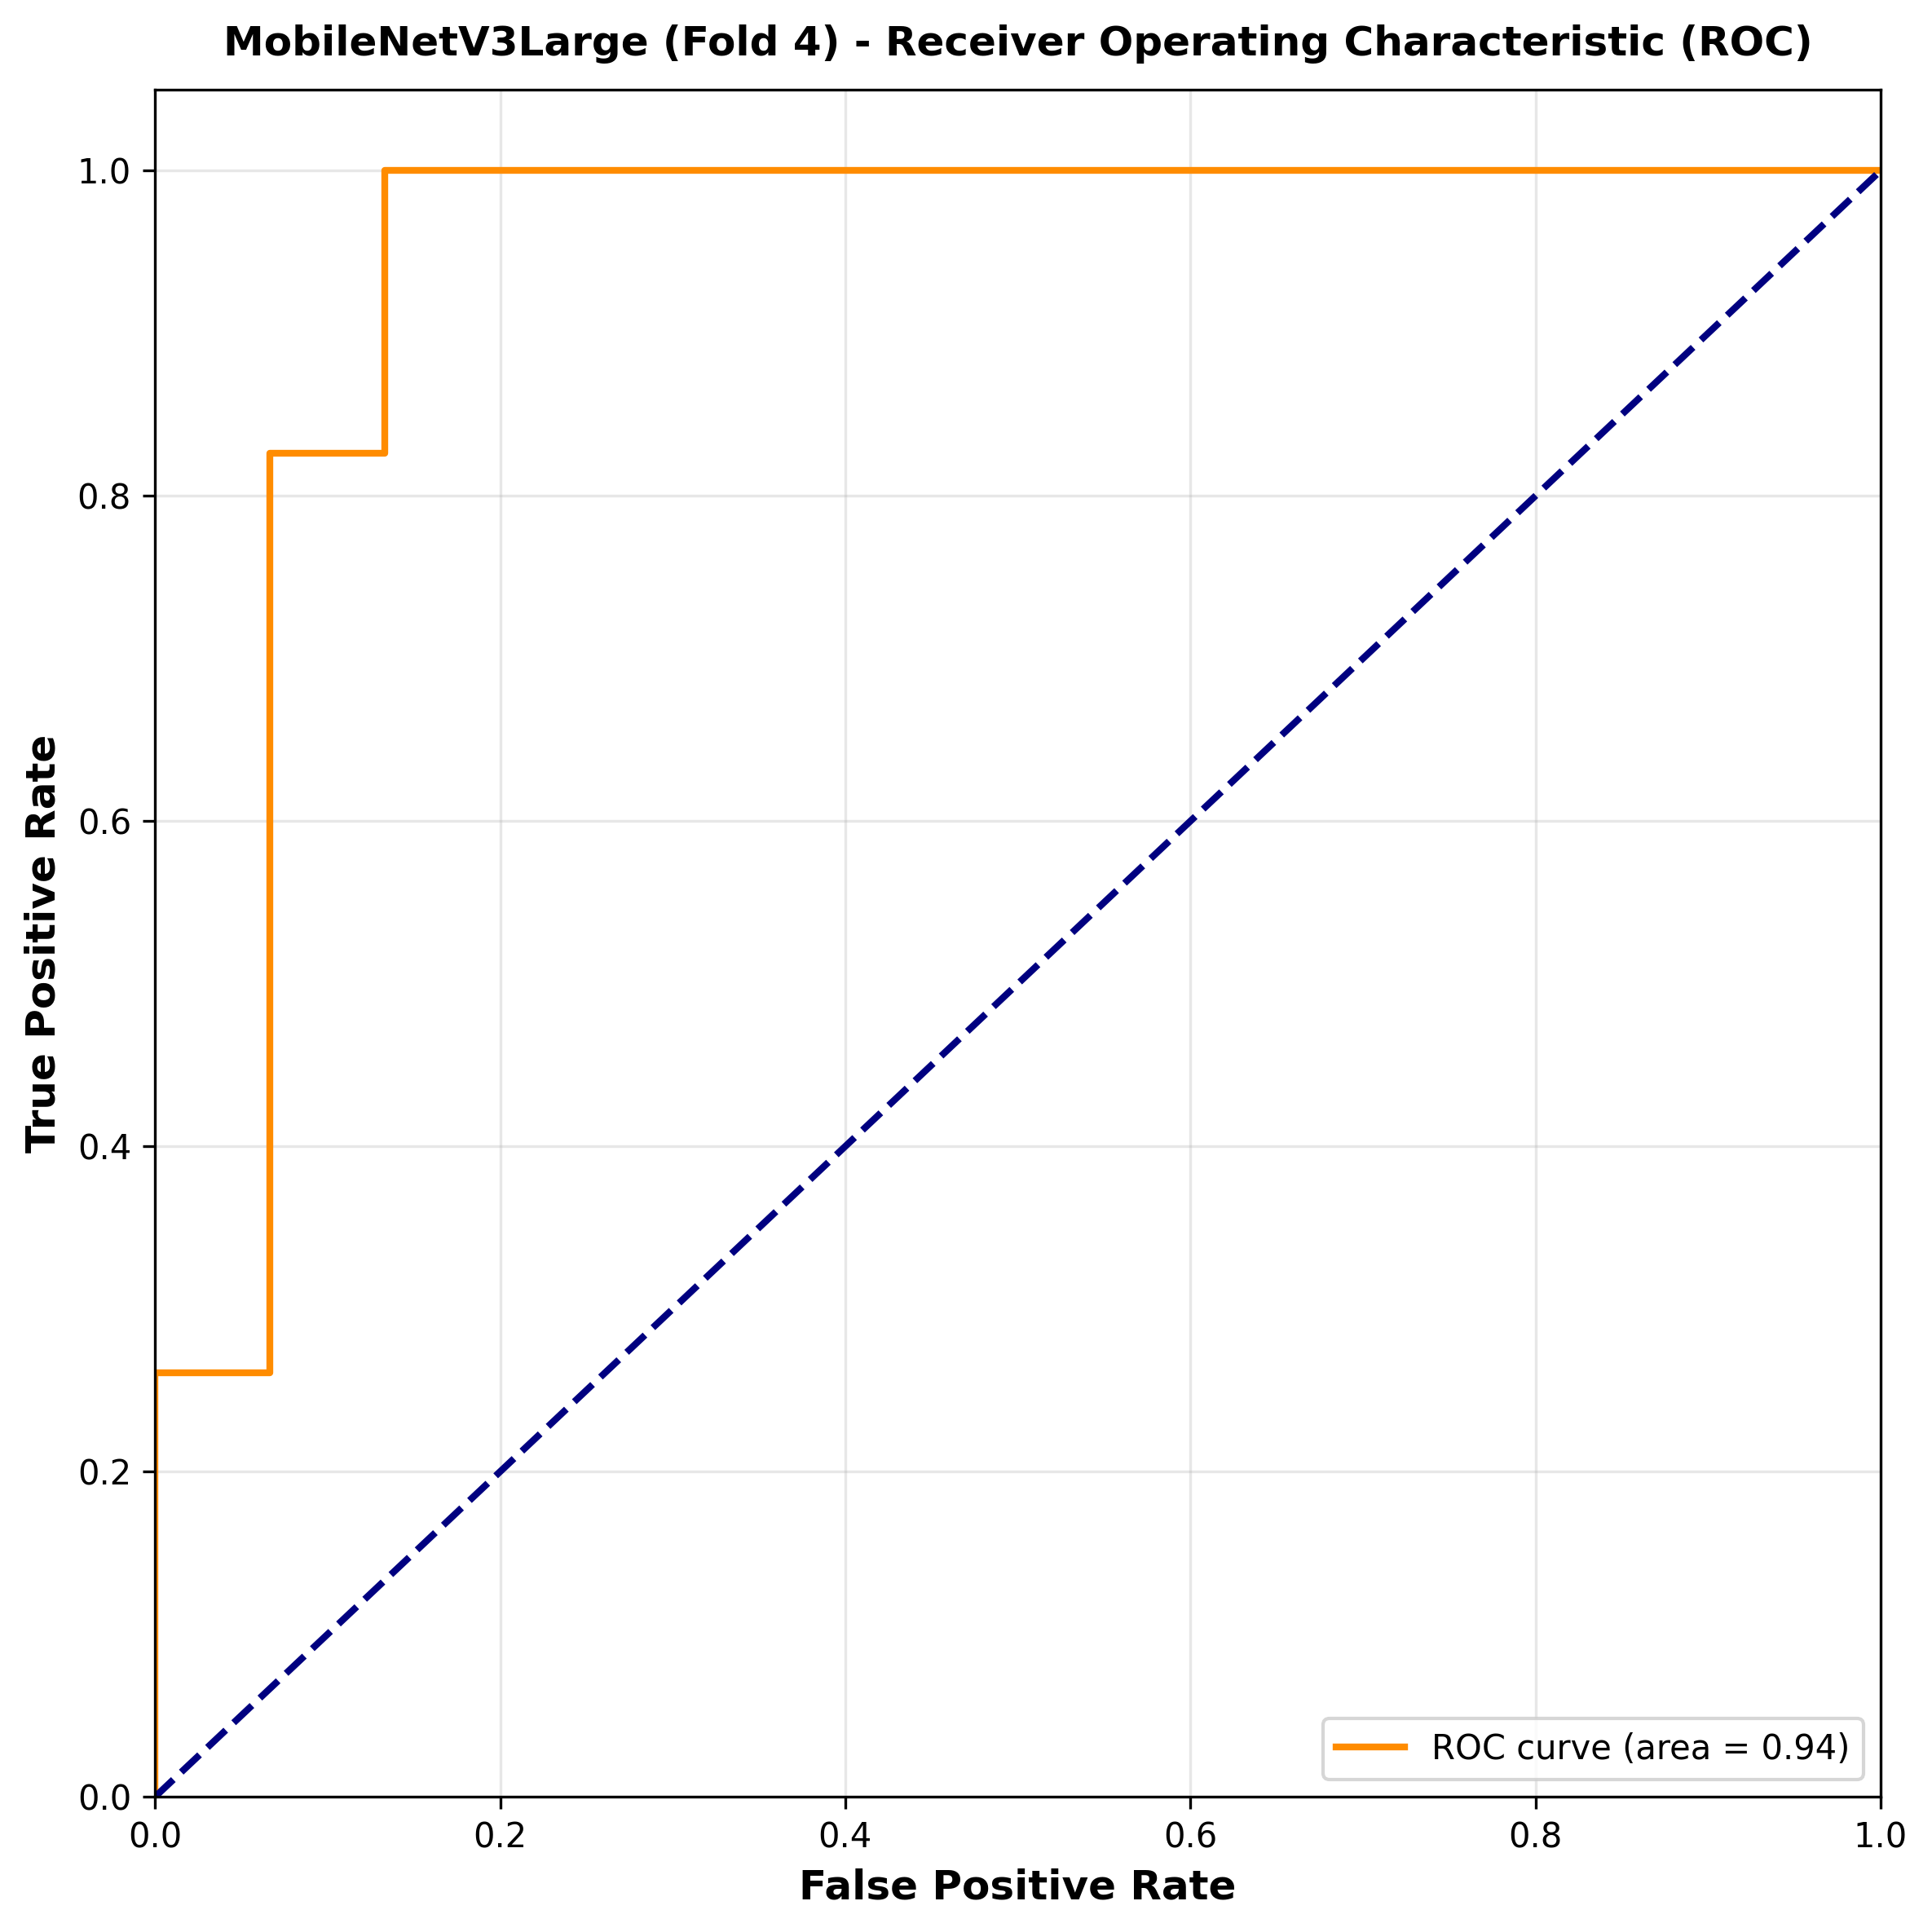 MobileNetV3Large (Fold 4) - Receiver Operating Characteristic (ROC)
True Positive Rate
1.0
0.8
0.6
0.4
0.2
0.0
0.0 0.2 0.4 0.6 0.8 1.0
False Positive Rate
ROC curve (area = 0.94)